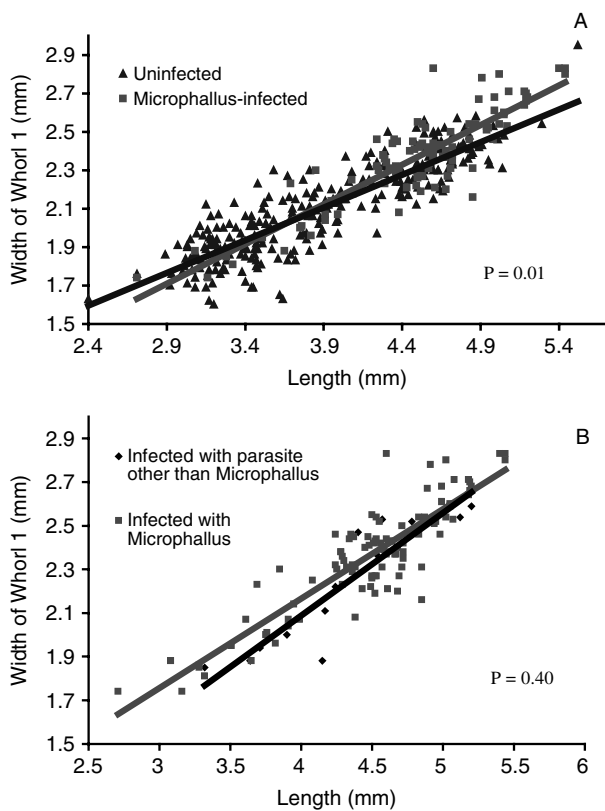 A
2.9
2.7
2.5
2.3
2.1
1.9
1.7
1.5
Width of Whorl 1 (mm)
Uninfected
Microphallus-infected
P = 0.01
2.4 2.9 3.4 3.9 4.4 4.9 5.4
Length (mm)
B
2.9
2.7
2.5
2.3
2.1
1.9
1.7
1.5
Width of Whorl 1 (mm)
Infected with parasite
other than Microphallus
Infected with
Microphallus
P = 0.40
2.5 3 3.5 4 4.5 5 5.5 6
Length (mm)